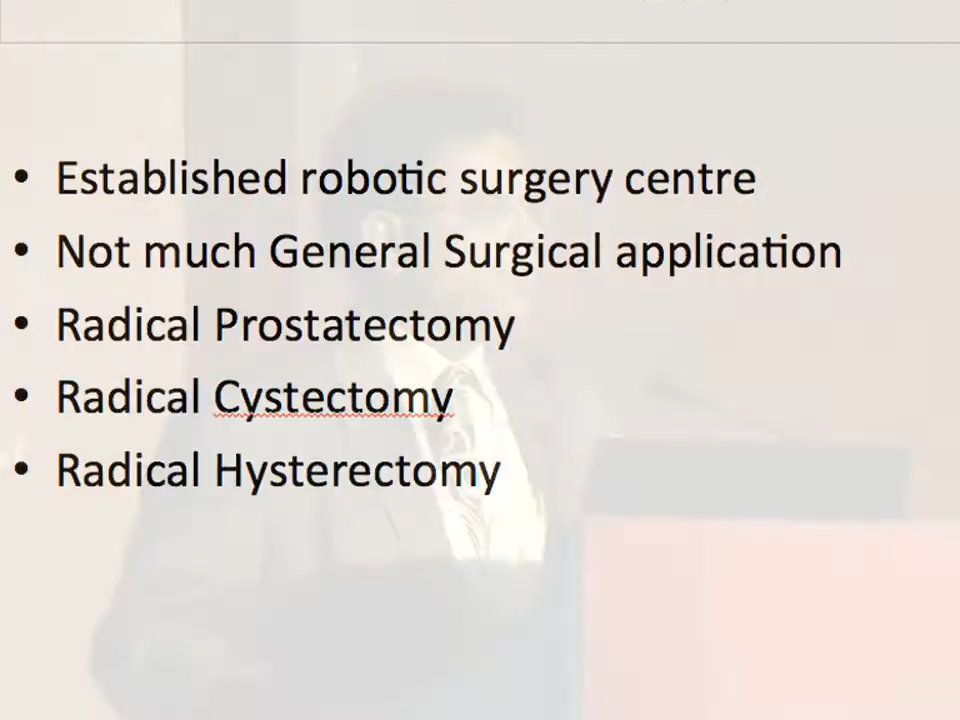 • Established robotic surgery centre
• Not much General Surgical application
• Radical Prostatectomy
• Radical Cystectomy
• Radical Hysterectomy